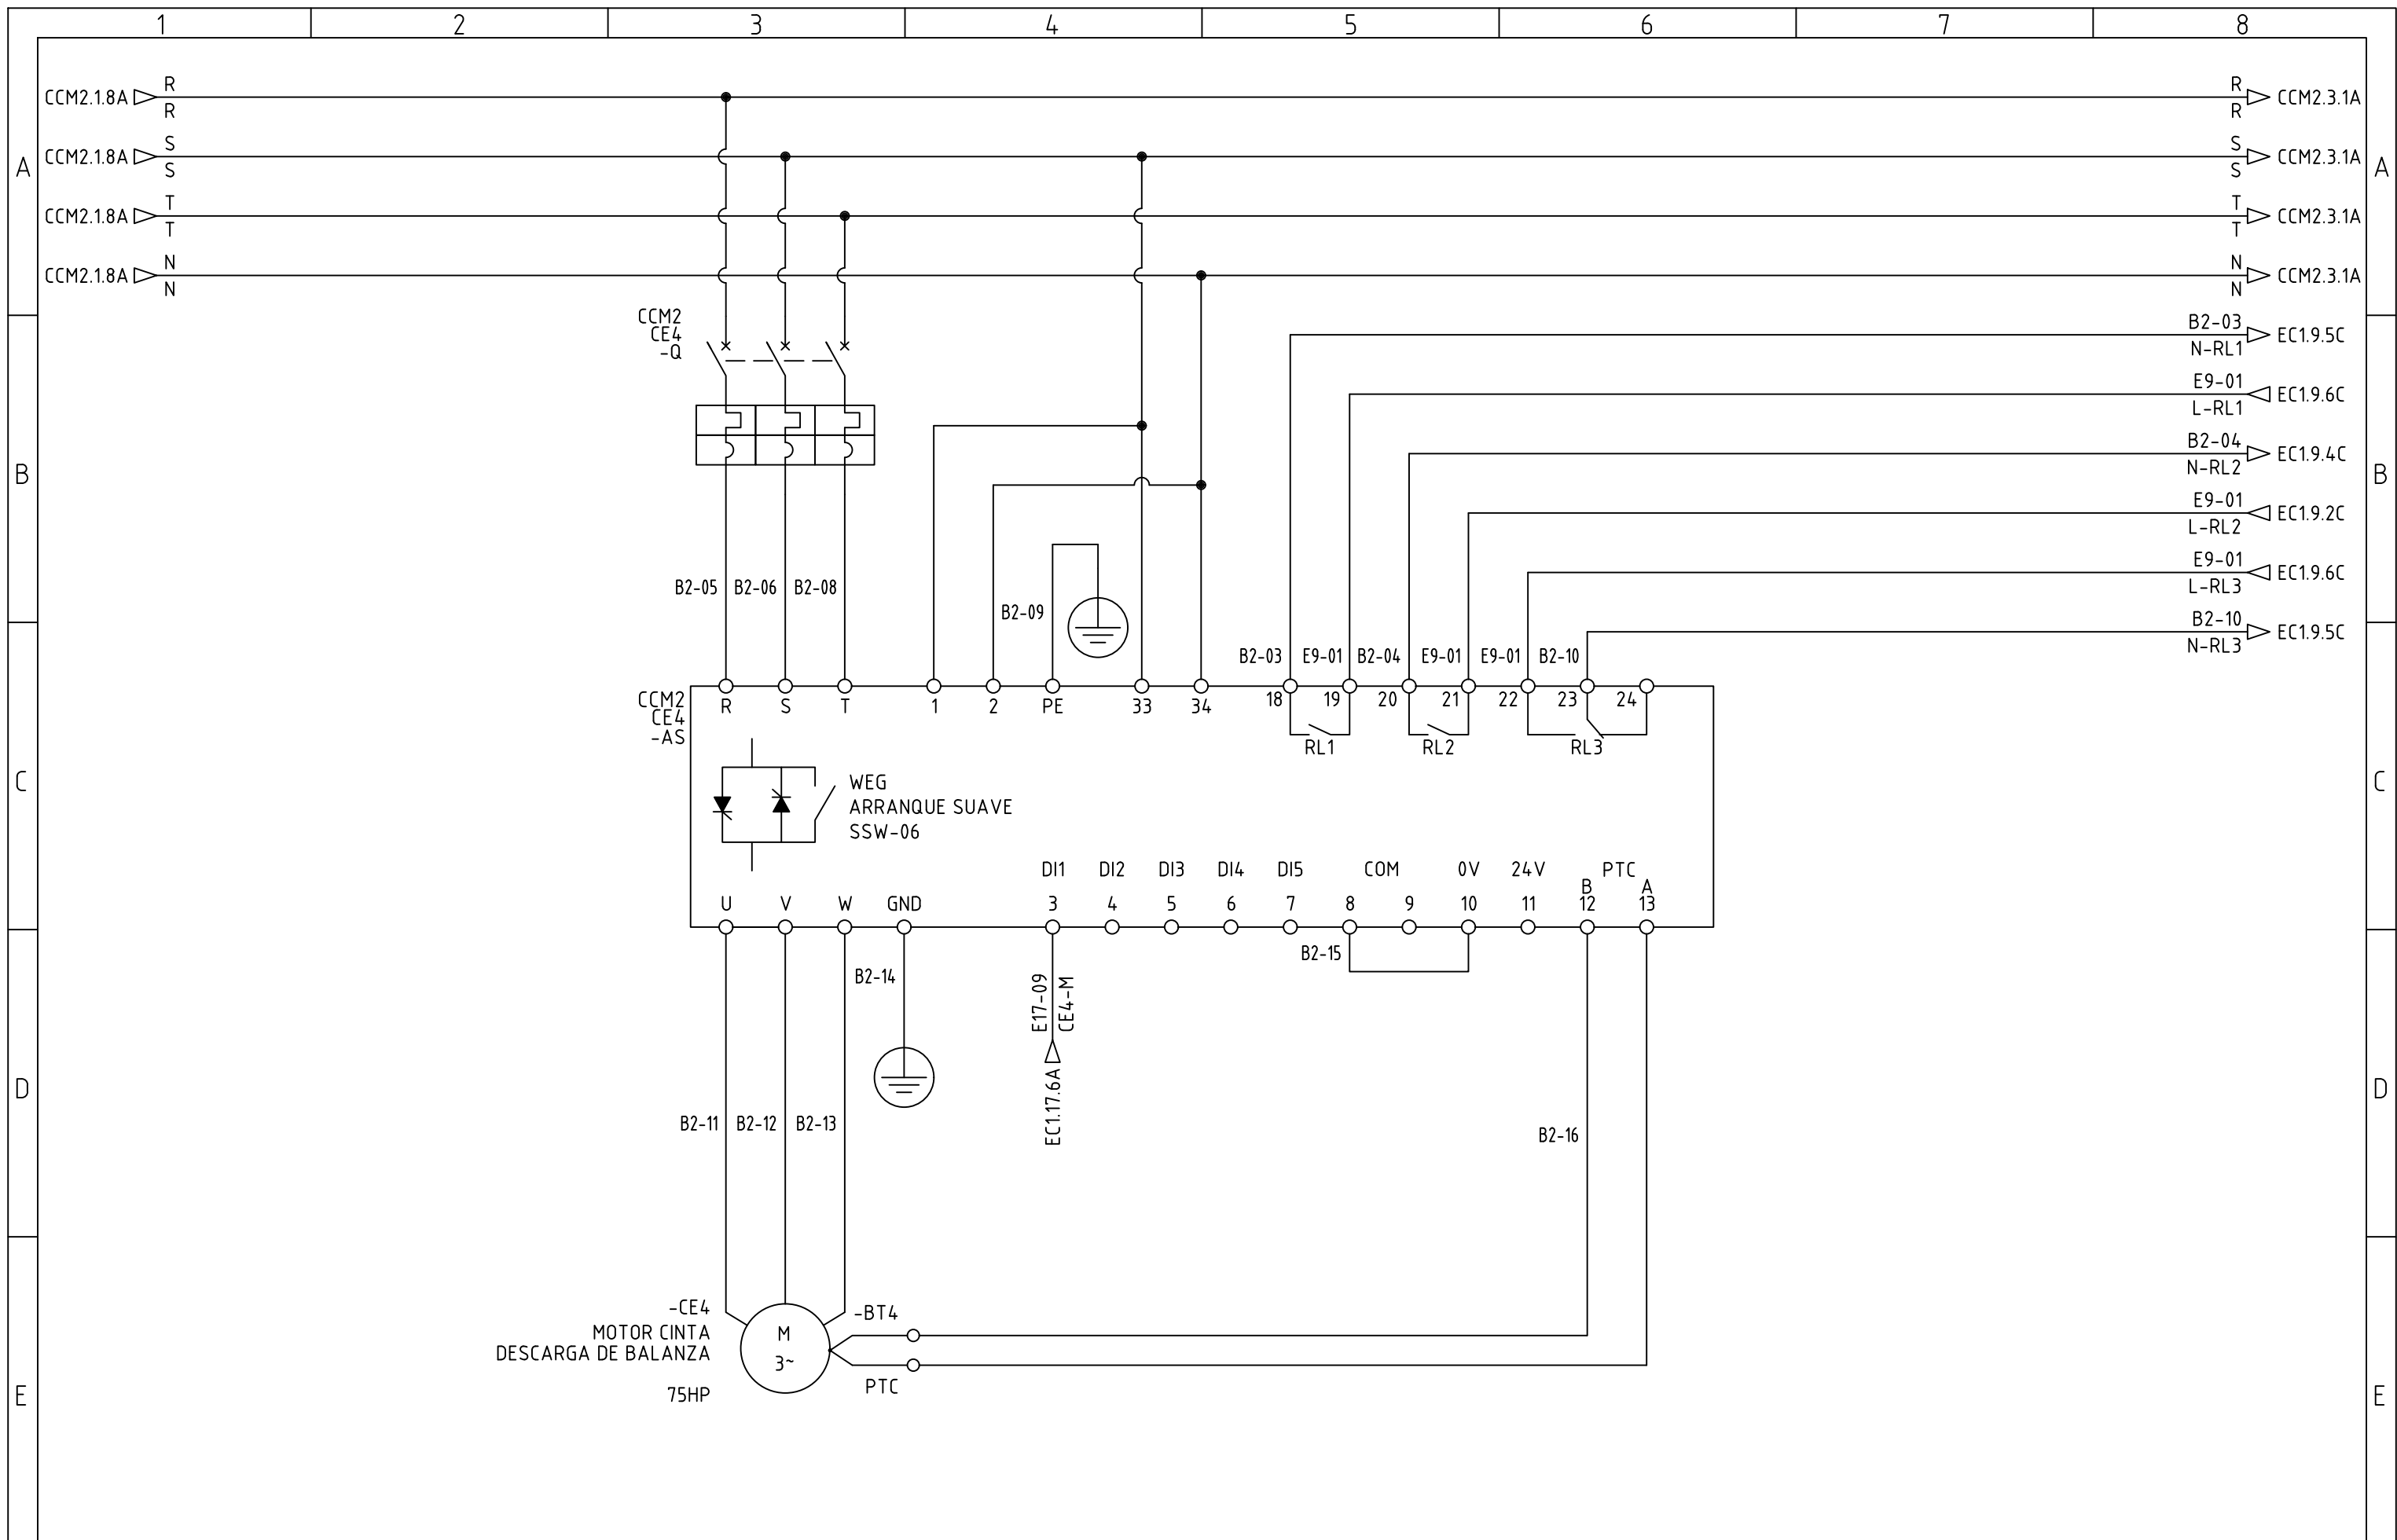 1 2 3 4 5 6 7 8
R R
CCM2.1.8A CCM2.3.1A
R R
S S
A CCM2.1.8A CCM2.3.1A A
S S
T T
CCM2.1.8A CCM2.3.1A
T T
N N
CCM2.1.8A CCM2.3.1A
N N
CCM2
CE4
-Q
B2-03
EC1.9.5C
N-RL1
E9-01
EC1.9.6C
L-RL1
B2-04
EC1.9.4C
N-RL2
B B
E9-01
EC1.9.2C
L-RL2
E9-01
EC1.9.6C
L-RL3
B2-10
EC1.9.5C
N-RL3
B2-05 B2-06 B2-08
B2-09
B2-03 E9-01 B2-04 E9-01 E9-01 B2-10
CCM2
CE4
-AS
R S T 1 2 PE 33 34 18 19 20 21 22 23 24
RL1 RL2 RL3
C C
WEG
ARRANQUE SUAVE
SSW-06
DI1 DI2 DI3 DI4 DI5 COM 0V 24V PTC
B A
U V W GND 3 4 5 6 7 8 9 10 11 12 13
B2-15
B2-14
E17-09
CE4-M
EC1.17.6A
D D
B2-11 B2-12 B2-13
B2-16
-CE4
MOTOR CINTA
DESCARGA DE BALANZA
75HP
M
3~
-BT4
PTC
E E